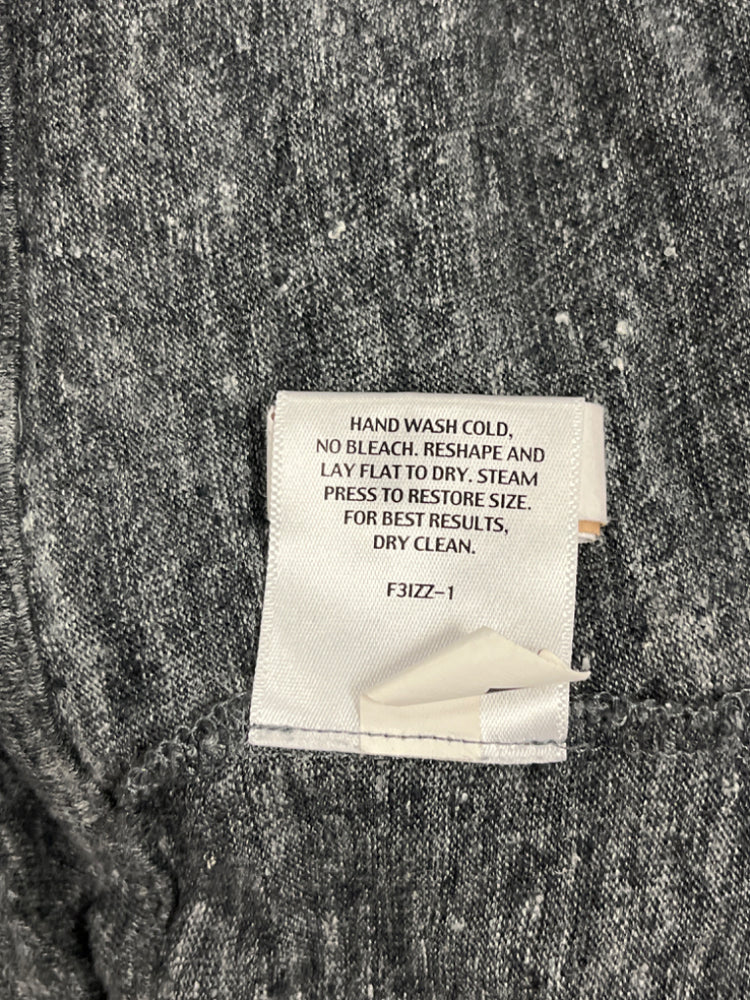 HAND WASH COLD,
NO BLEACH. RESHAPE AND
LAY FLAT TO DRY. STEAM
PRESS TO RESTORE SIZE.
FOR BEST RESULTS,
DRY CLEAN.
F3IZZ-1